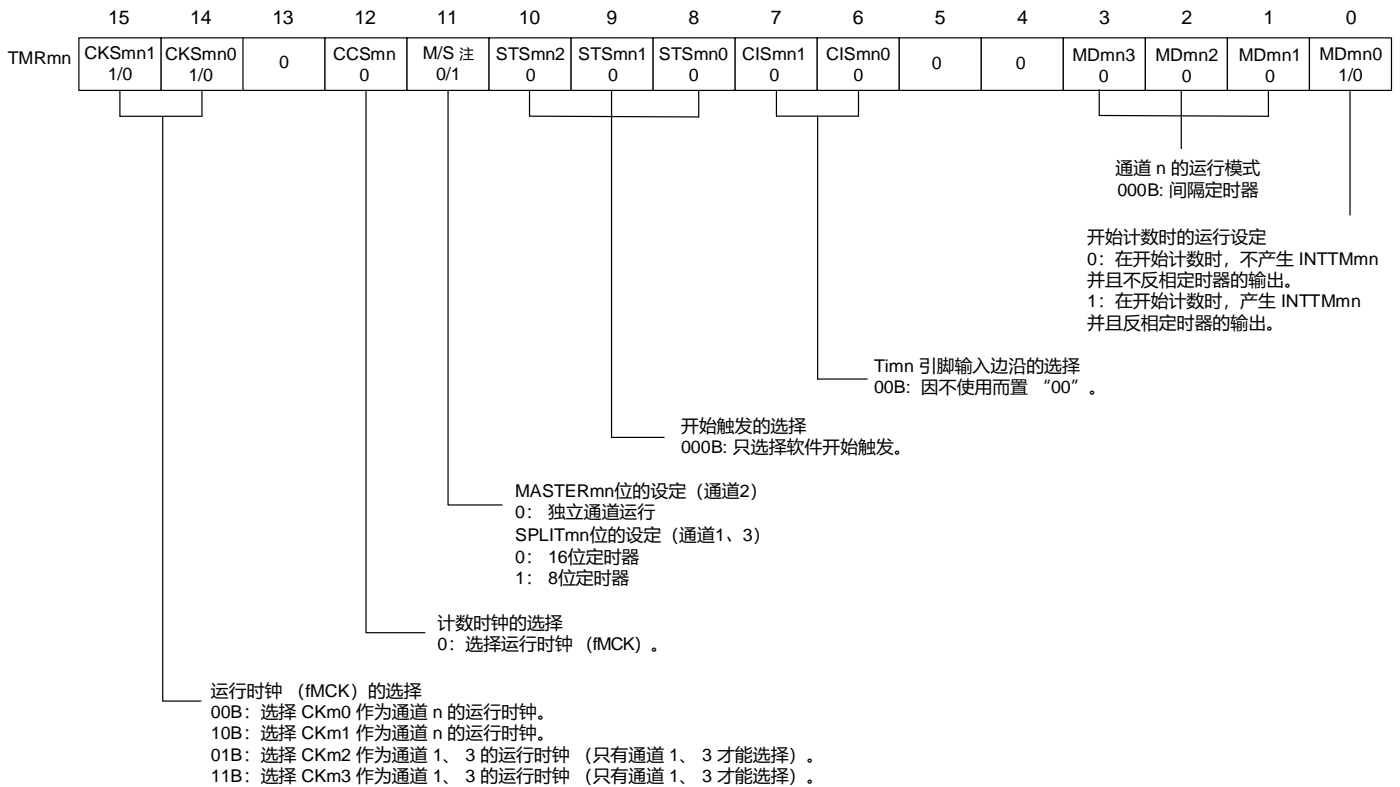 15 14 13 12 11 10 9 8 7 6 5 4 3 2 1 0
TMRmn CKSmn1 CKSmn0 0 CCSmn M/S 注 STSmn2 STSmn1 STSmn0 CISmn1 CISmn0 0 0 MDmn3 MDmn2 MDmn1 MDmn0
1/0 1/0 0 0/1 0 0 0 0 0 0 0 0 1/0
通道 n 的运行模式
000B: 间隔定时器
开始计数时的运行设定
0：在开始计数时，不产生 INTTMmn
并且不反相定时器的输出。
1：在开始计数时，产生 INTTMmn
并且反相定时器的输出。
Timn 引脚输入边沿的选择
00B: 因不使用而置 “00”。
开始触发的选择
000B: 只选择软件开始触发。
MASTERmn位的设定（通道2）
0： 独立通道运行
SPLITmn位的设定（通道1、3）
0： 16位定时器
1： 8位定时器
计数时钟的选择
0：选择运行时钟 （fMCK）。
运行时钟 （fMCK）的选择
00B：选择 CKm0 作为通道 n 的运行时钟。
10B：选择 CKm1 作为通道 n 的运行时钟。
01B：选择 CKm2 作为通道 1、 3 的运行时钟 （只有通道 1、 3 才能选择）。
11B：选择 CKm3 作为通道 1、 3 的运行时钟 （只有通道 1、 3 才能选择）。